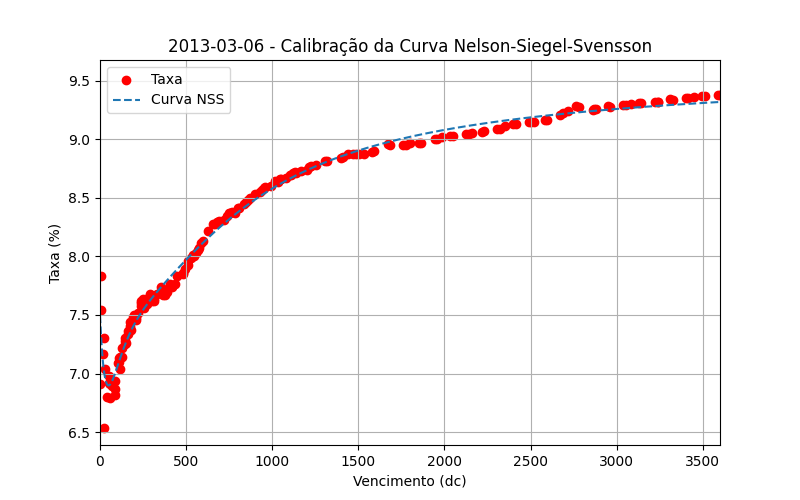 2013-03-06 - Calibração da Curva Nelson-Siegel-Svensson
Taxa
Curva NSS
Taxa (%)
9.5
9.0
8.5
8.0
7.5
7.0
6.5
0 500 1000 1500 2000 2500 3000 3500
Vencimento (dc)